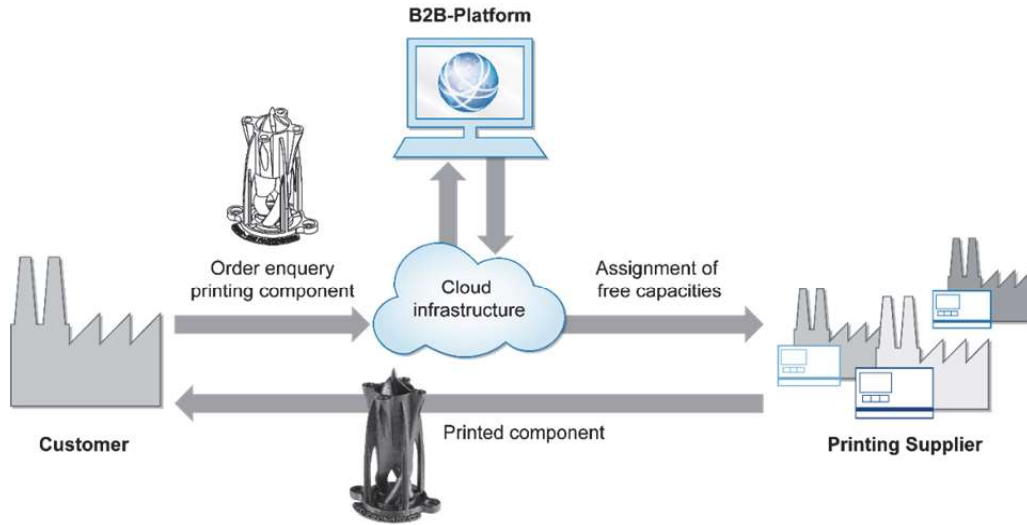 B2B-Platform
Order enquery
printing component
Cloud
infrastructure
Assignment of
free capacities
Printed component
Customer
Printing Supplier